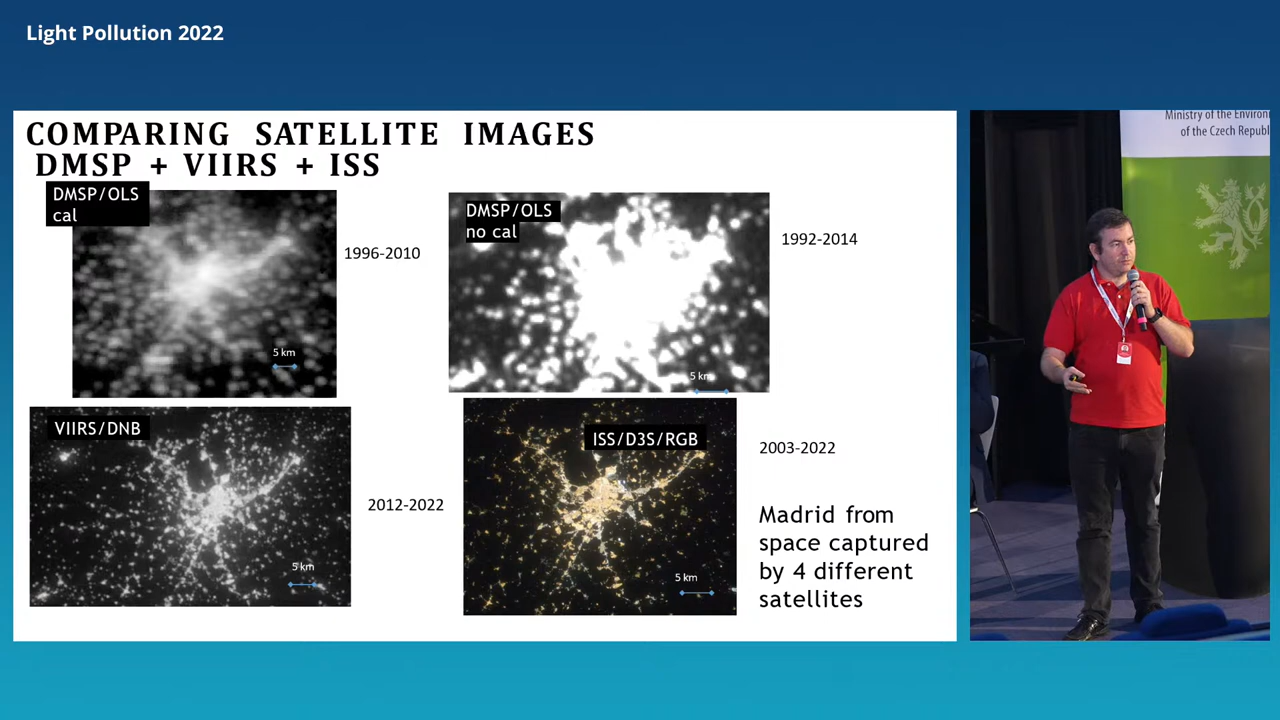 Light Pollution 2022
COMPARING SATELLITE IMAGES
DMSP + VIIRS + ISS
DMSP/OLS
cal
1996-2010
5 km
DMSP/OLS
no cal
1992-2014
5 km
VIIRS/DNB
2012-2022
5 km
ISS/D3S/RGB
2003-2022
5 km
Madrid from
space captured
by 4 different
satellites
Ministry of the
of the Czech